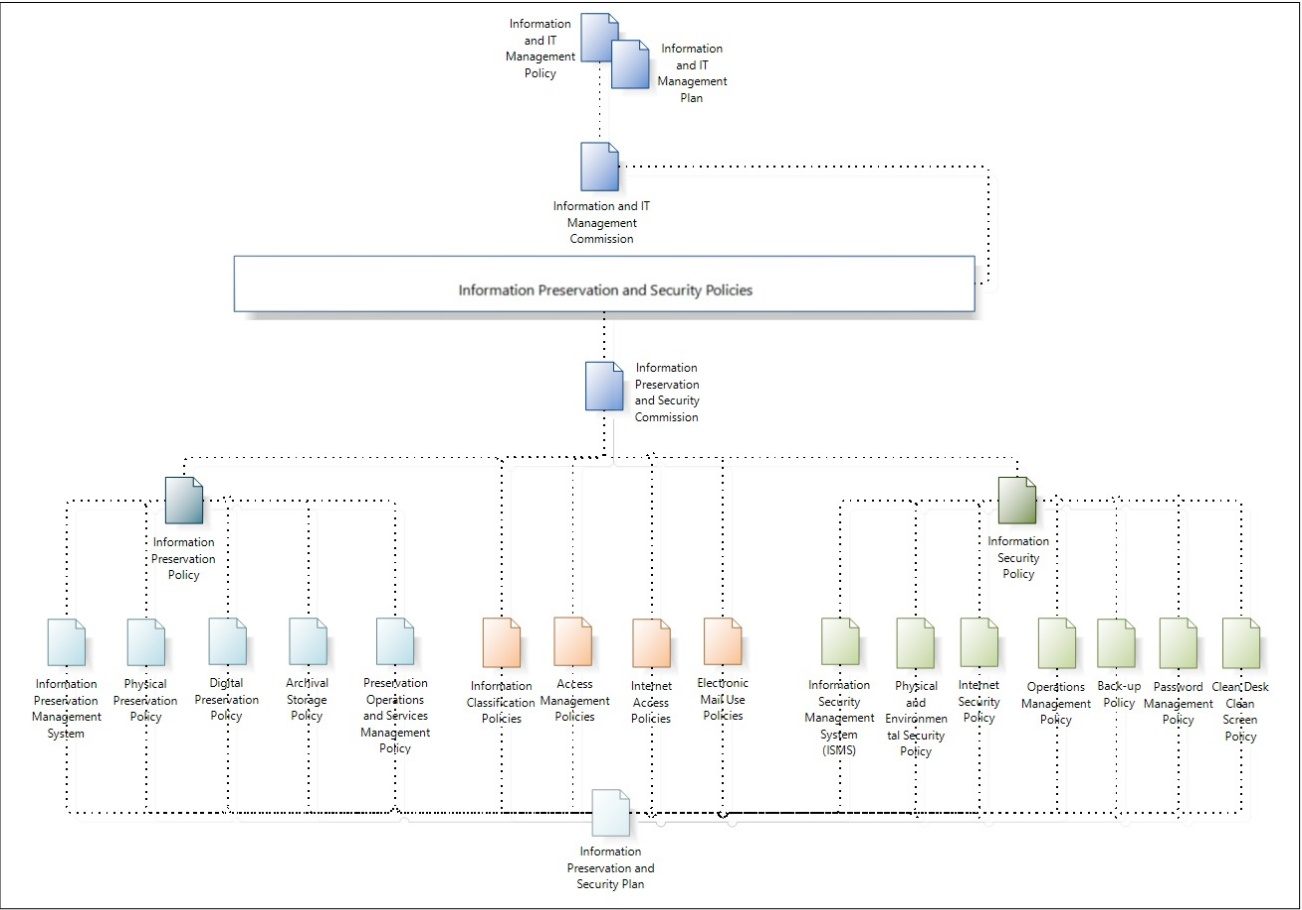 Information
and IT
Management
Policy
Information
and IT
Management
Plan
Information and IT
Management
Commission
Information Preservation and Security Policies
Information
Preservation
and Security
Commission
Information
Preservation
Policy
Information
Security
Policy
Information
Preservation
Management
System
Physical
Preservation
Policy
Digital
Preservation
Policy
Archival
Storage
Policy
Preservation
Operations
and Services
Management
Policy
Information
Classification
Policies
Access
Management
Policies
Internet
Access
Policies
Electronic
Mail Use
Policies
Information
Security
Management
System
(ISMS)
Physical
and
Environmen
tal Security
Policy
Internet
Security
Policy
Operations
Management
Policy
Back-up
Policy
Password
Management
Policy
Clean Desk
Clean
Screen
Policy
Information
Preservation and
Security Plan